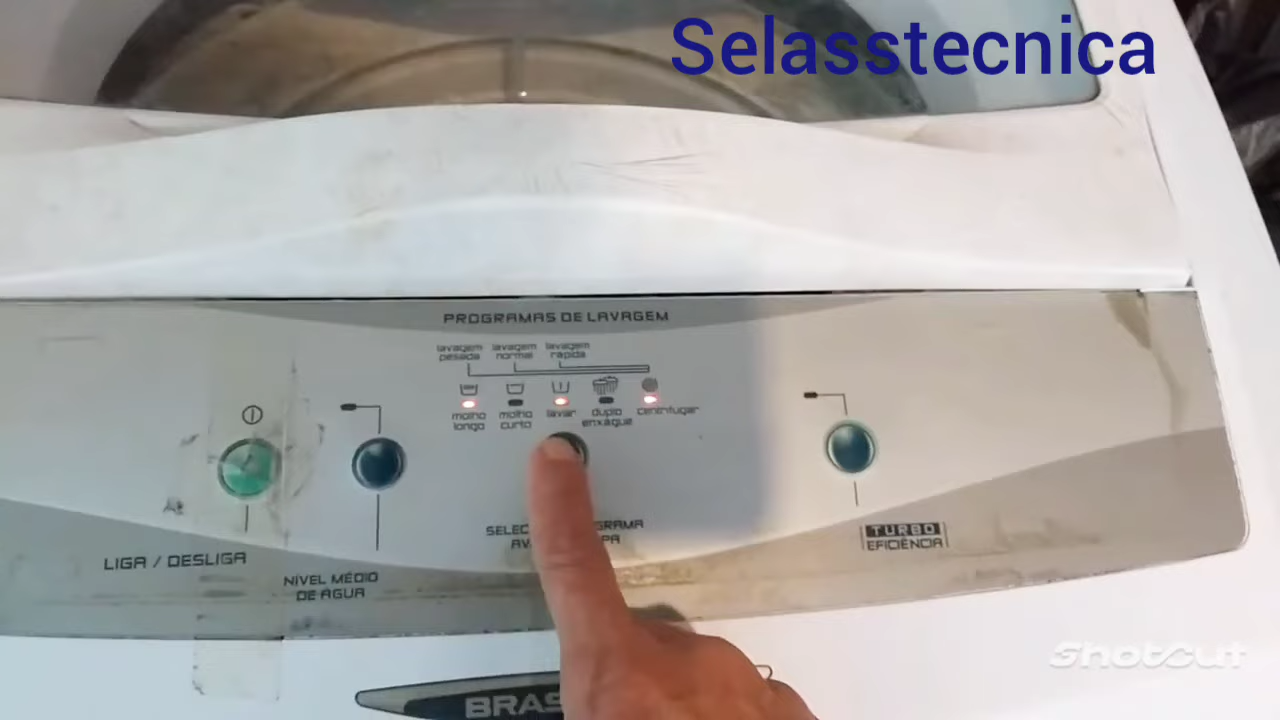 Selasstecnica
PROGRAMAS DE LAVAGEM
lavagem pesada
lavagem normal
lavagem rápida
molho longo
molho curto
lavar
duplo enxágue
centrifugar
LIGA / DESLIGA
NÍVEL MÉDIO
DE ÁGUA
TURBO
EFICIÊNCIA
Shotcut